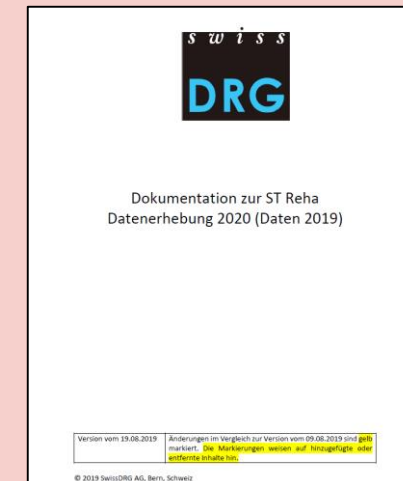 swiss
DRG
Dokumentation zur ST Reha
Datenerhebung 2020 (Daten 2019)
Version vom 19.08.2019
Änderungen im Vergleich zur Version vom 09.08.2019 sind gelb
markiert. Die Markierungen weisen auf hinzugefügte oder
entfernte Inhalte hin.
© 2019 SwissDRG AG, Bern, Schweiz